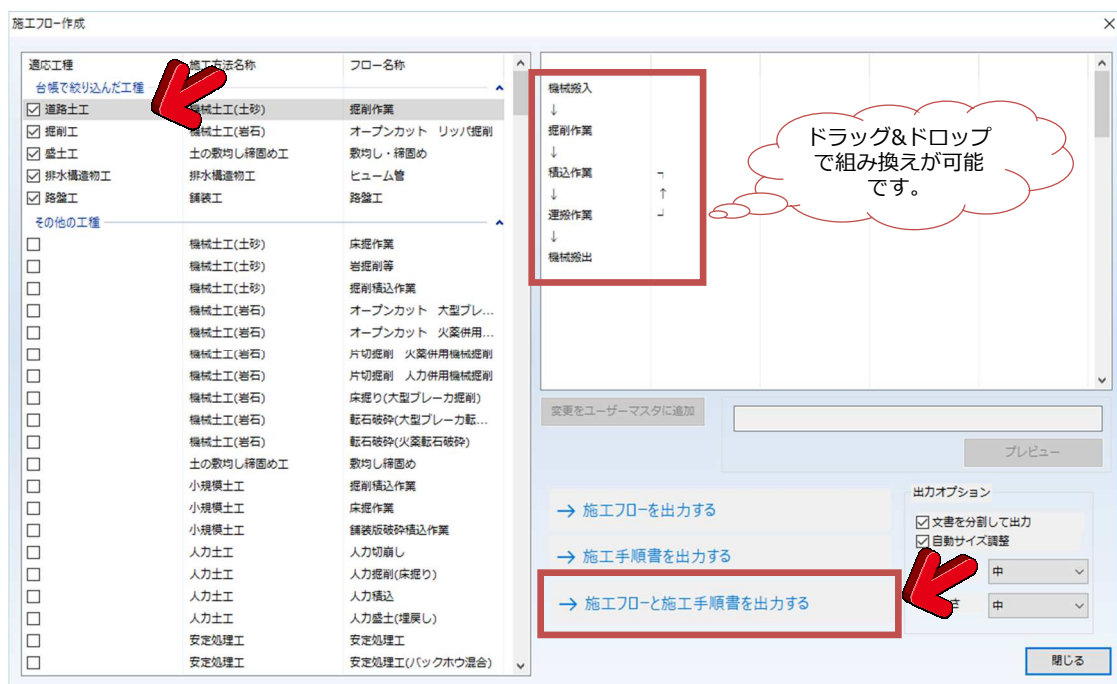 施工フロー作成
適応工種 施工方法名称 フロー名称
台帳で絞り込んだ工種
道路土工 機械土工(土砂) 掘削作業
掘削工 機械土工(岩石) オープンカット リッパ掘削
盛土工 土の敷均し締固め工 敷均し・締固め
排水構造物工 排水構造物工 ヒューム管
路盤工 舗装工 路盤工
その他の工種
機械土工(土砂) 床掘作業
機械土工(土砂) 岩掘削等
機械土工(土砂) 掘削積込作業
機械土工(岩石) オープンカット 大型ブレ...
機械土工(岩石) オープンカット 火薬併用...
機械土工(岩石) 片切掘削 火薬併用機械掘削
機械土工(岩石) 片切掘削 人力併用機械掘削
機械土工(岩石) 床掘り(大型ブレーカ掘削)
機械土工(岩石) 転石破砕(大型ブレーカ転...
機械土工(岩石) 転石破砕(火薬転石破砕)
土の敷均し締固め工 敷均し締固め
小規模土工 掘削積込作業
小規模土工 床掘作業
小規模土工 舗装版破砕積込作業
人力土工 人力切崩し
人力土工 人力掘削(床掘り)
人力土工 人力積込
人力土工 人力盛土(埋戻し)
安定処理工 安定処理工
安定処理工 安定処理工(バックホウ混合)
機械搬入
↓
掘削作業
↓
積込作業 ┐
↓ ↑
運搬作業 ┘
↓
機械搬出
ドラッグ&ドロップ
で組み換えが可能
です。
変更をユーザーマスタに追加
プレビュー
→ 施工フローを出力する
→ 施工手順書を出力する
→ 施工フローと施工手順書を出力する
出力オプション
文書を分割して出力
自動サイズ調整
中
さ 中
閉じる